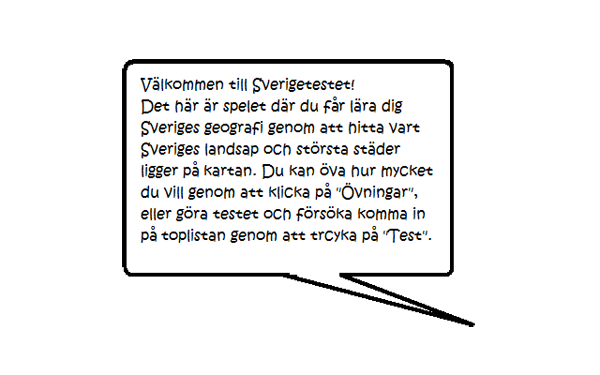 Välkommen till Sverigetestet!
Det här är spelet där du får lära dig
Sveriges geografi genom att hitta vart
Sveriges landsap och största städer
ligger på kartan. Du kan öva hur mycket
du vill genom att klicka på "Övningar",
eller göra testet och försöka komma in
på toplistan genom att trcyka på "Test".